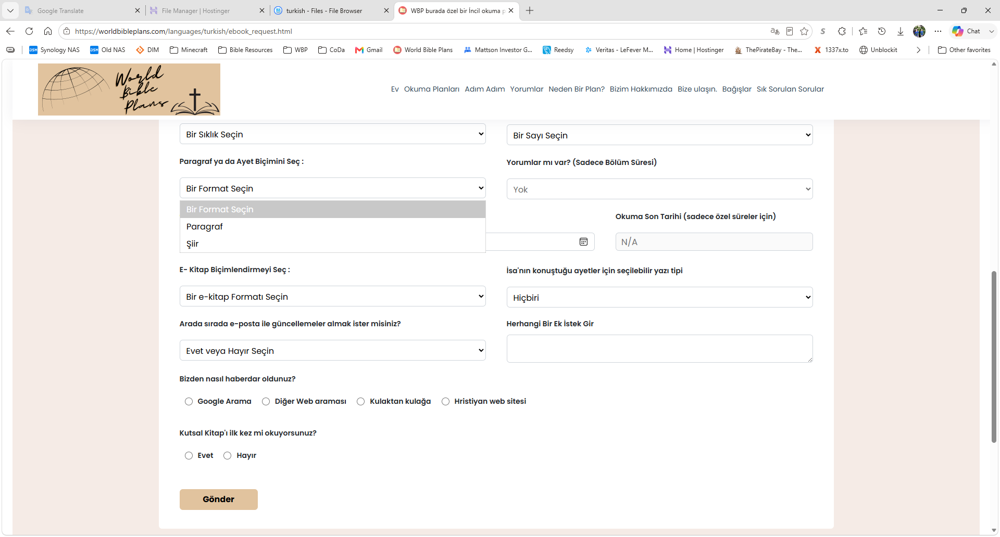 Google Translate
File Manager | Hostinger
turkish - Files - File Browser
WBP burada özel bir İncil okuma p
https://worldbibleplans.com/languages/turkish/ebook_request.html
Chat
Synology NAS
Old NAS
DIM
Minecraft
Bible Resources
WBP
CoDa
Gmail
World Bible Plans
Mattson Investor G...
Reedsy
Veritas - LeFever M...
Home | Hostinger
ThePirateBay - The...
1337x.to
Unblockit
Other favorites
World
Bible
Plans
Ev Okuma Planları Adım Adım Yorumlar Neden Bir Plan? Bizim Hakkımızda Bize ulaşın. Bağışlar Sık Sorulan Sorular
Bir Sıklık Seçin
Bir Sayı Seçin
Paragraf ya da Ayet Biçimini Seç :
Yorumlar mı var? (Sadece Bölüm Süresi)
Bir Format Seçin
Yok
Bir Format Seçin
Paragraf
Şiir
Okuma Son Tarihi (sadece özel süreler için)
N/A
E- Kitap Biçimlendirmeyi Seç :
İsa'nın konuştuğu ayetler için seçilebilir yazı tipi
Bir e-kitap Formatı Seçin
Hiçbiri
Arada sırada e-posta ile güncellemeler almak ister misiniz?
Herhangi Bir Ek İstek Gir
Evet veya Hayır Seçin
Bizden nasıl haberdar oldunuz?
Google Arama
Diğer Web araması
Kulaktan kulağa
Hristiyan web sitesi
Kutsal Kitap'ı ilk kez mi okuyorsunuz?
Evet
Hayır
Gönder